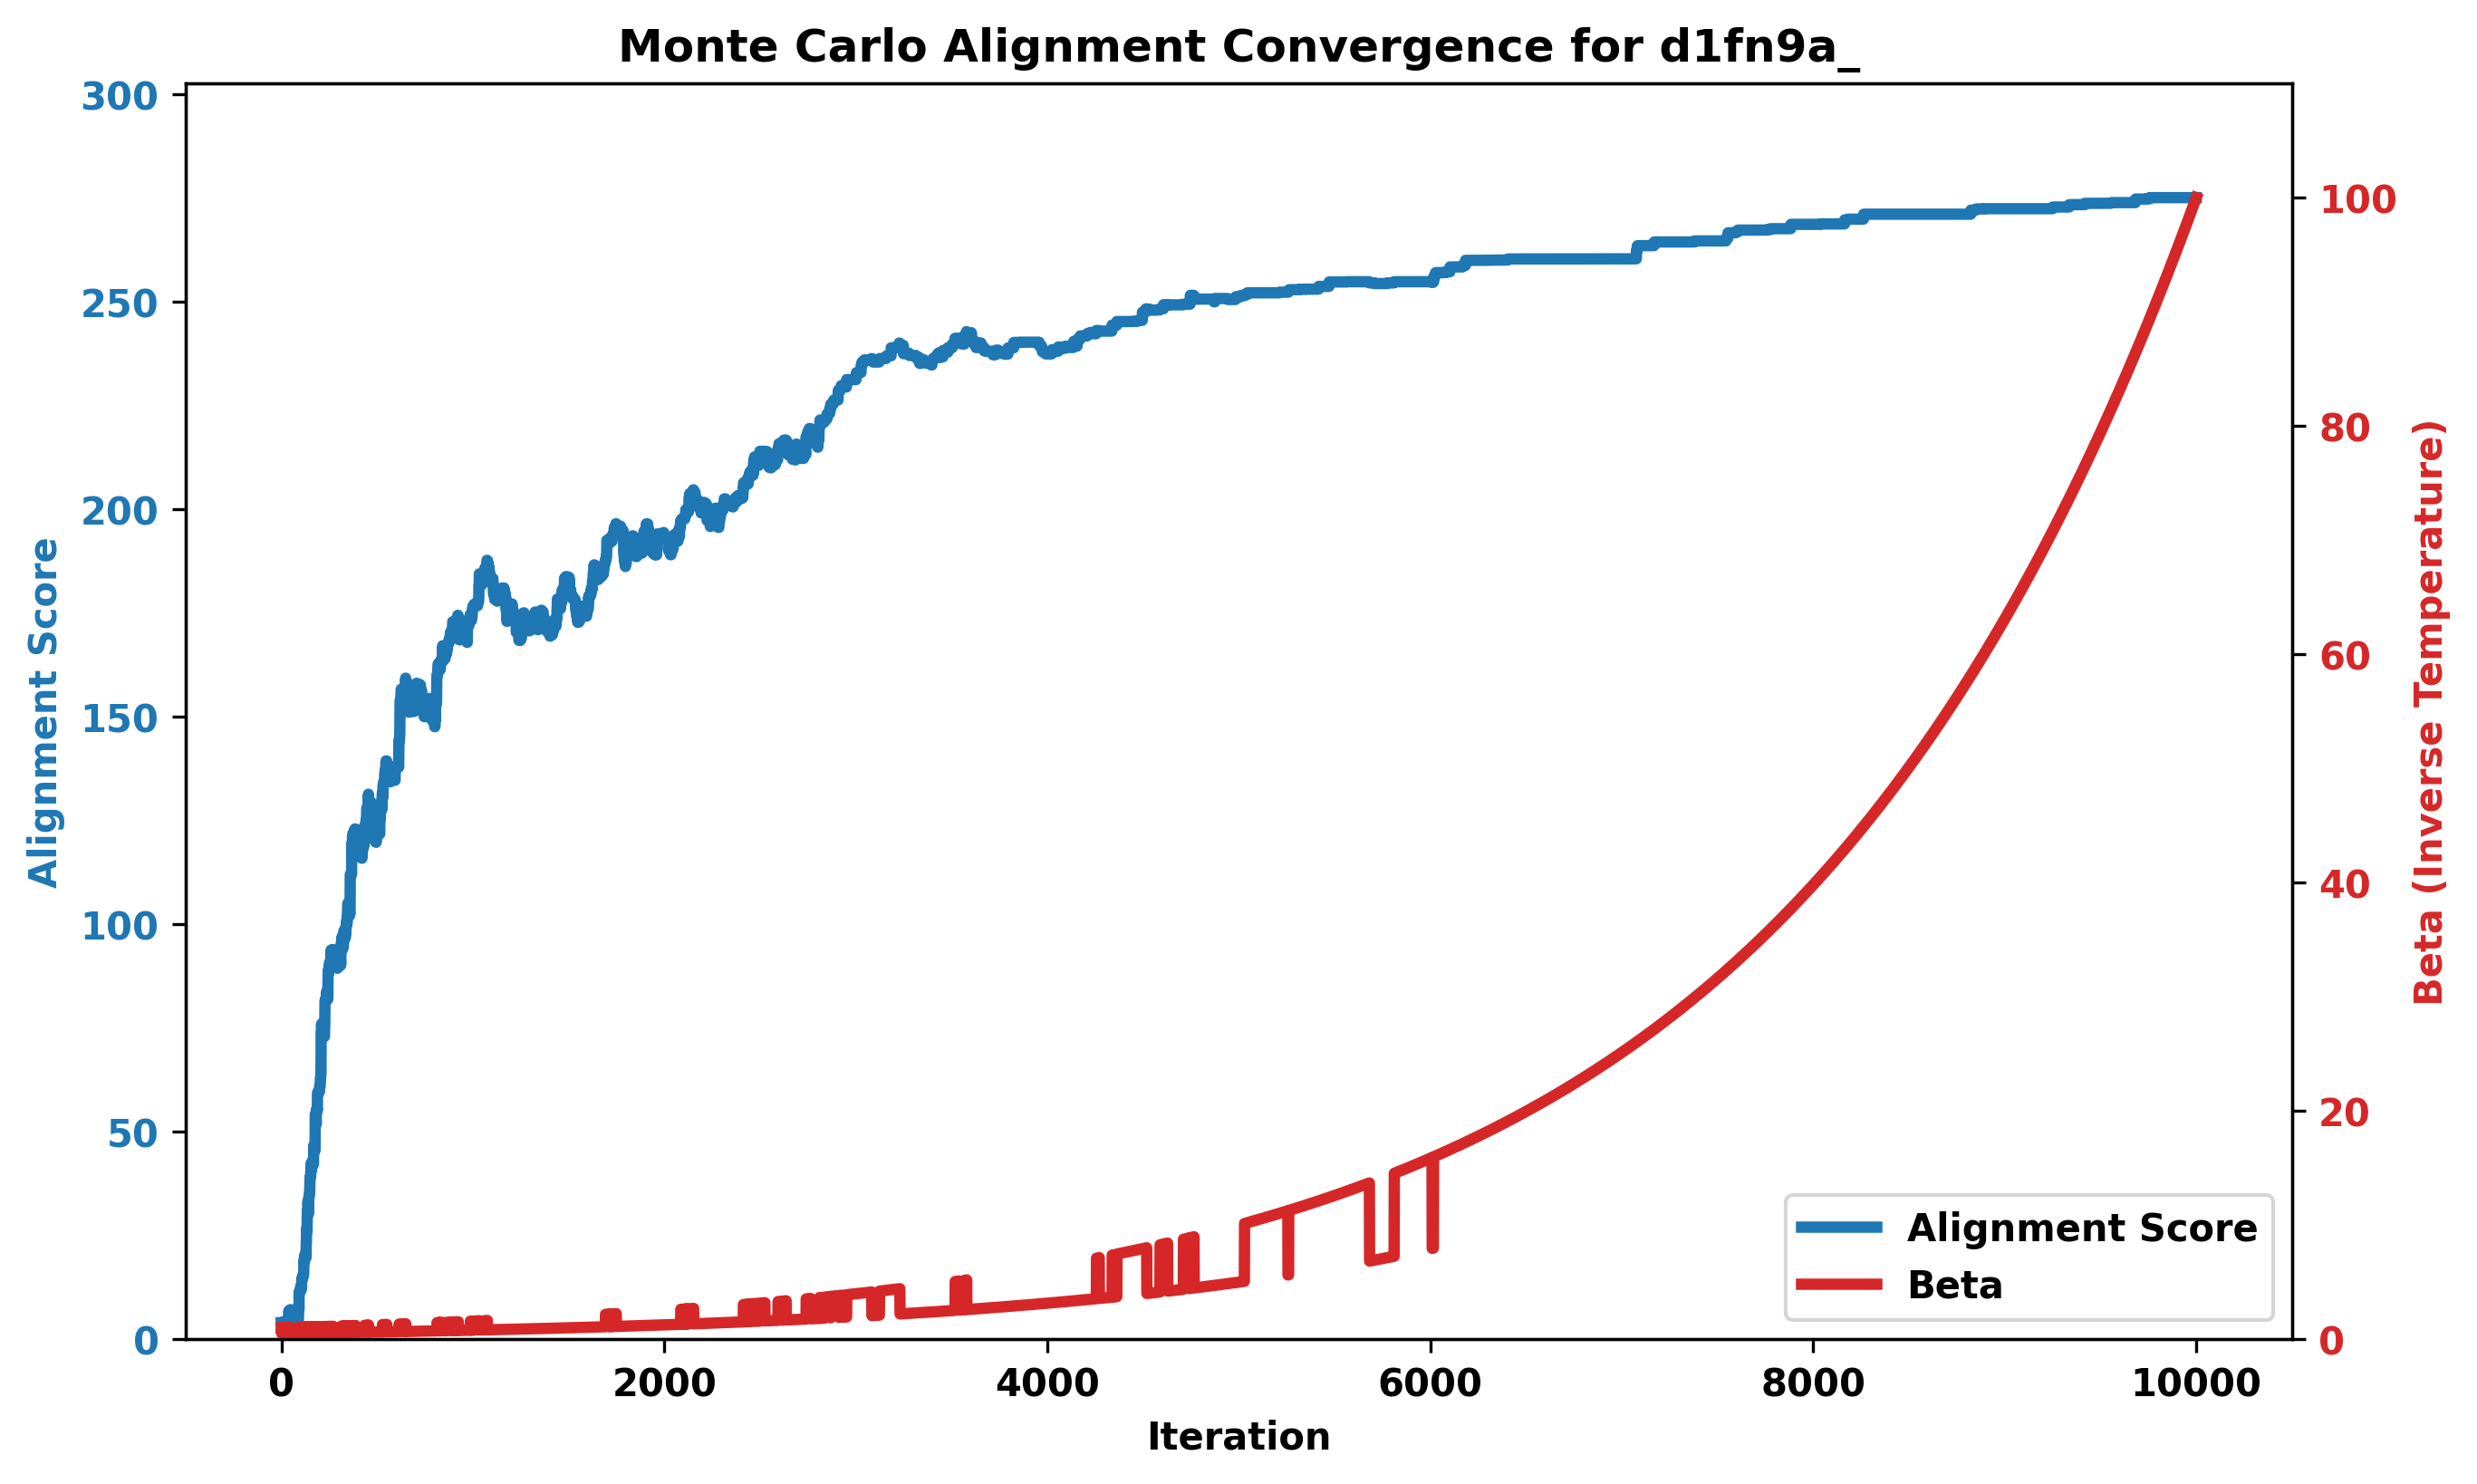 Monte Carlo Alignment Convergence for d1fn9a_
300
250
200
150
100
50
0
Alignment Score
100
80
60
40
20
0
Beta (Inverse Temperature)
Alignment Score
Beta
0 2000 4000 6000 8000 10000
Iteration